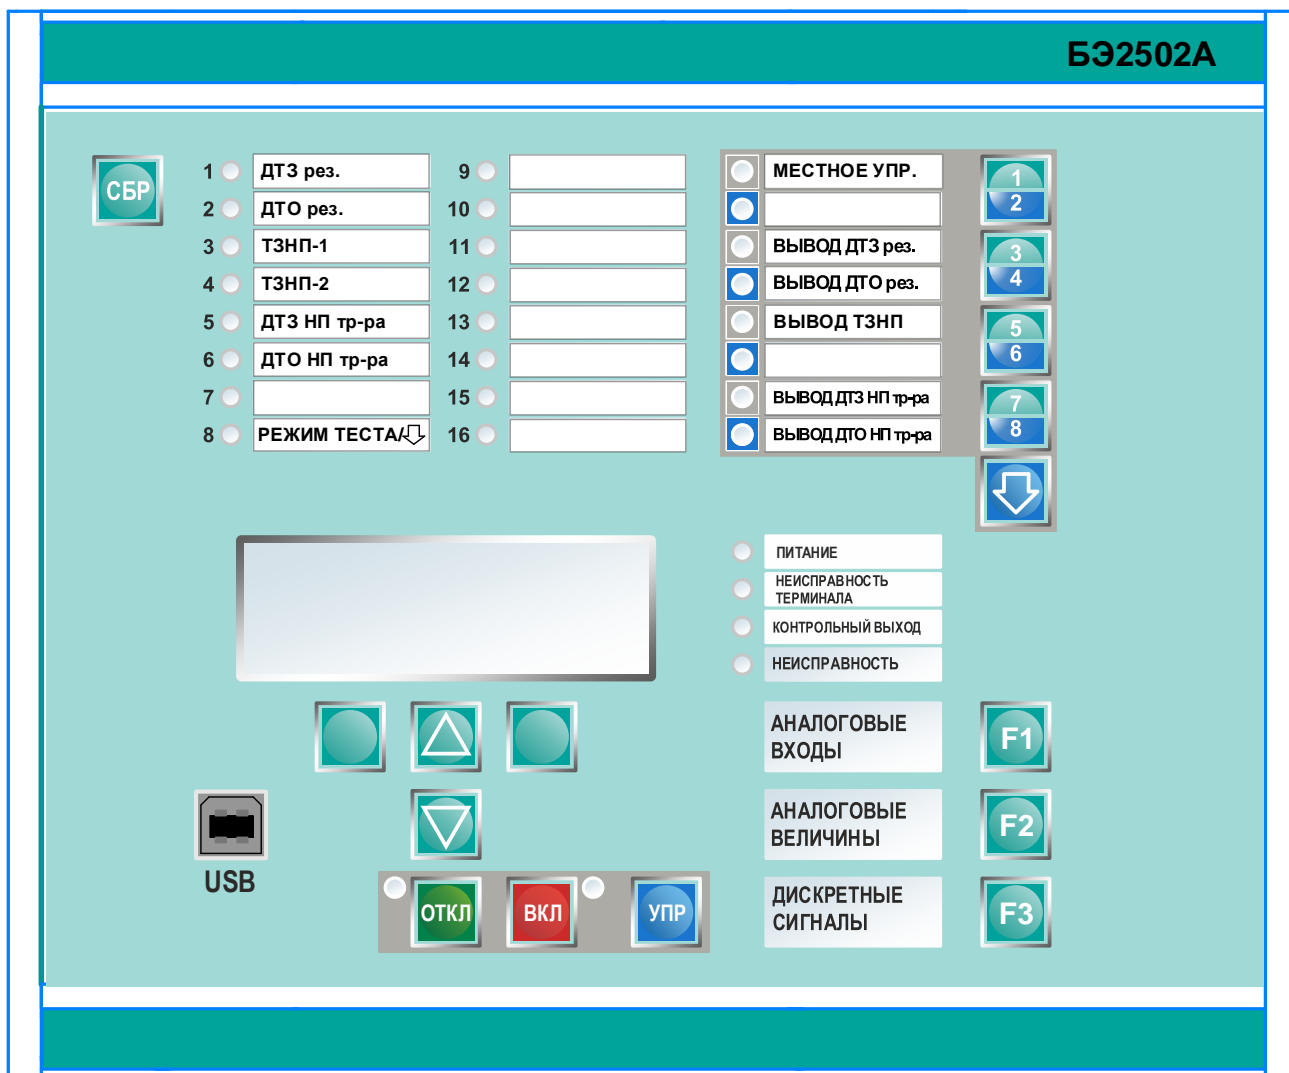 БЭ2502А
СБР
1 ДТЗ рез.
2 ДТО рез.
3 ТЗНП-1
4 ТЗНП-2
5 ДТЗ НП тр-ра
6 ДТО НП тр-ра
7
8 РЕЖИМ ТЕСТА/
9
10
11
12
13
14
15
16
МЕСТНОЕ УПР.
ВЫВОД ДТЗ рез.
ВЫВОД ДТО рез.
ВЫВОД ТЗНП
ВЫВОД ДТЗ НП тр-ра
ВЫВОД ДТО НП тр-ра
1
2
3
4
5
6
7
8
ПИТАНИЕ
НЕИСПРАВНОСТЬ
ТЕРМИНАЛА
КОНТРОЛЬНЫЙ ВЫХОД
НЕИСПРАВНОСТЬ
АНАЛОГОВЫЕ
ВХОДЫ
F1
АНАЛОГОВЫЕ
ВЕЛИЧИНЫ
F2
ДИСКРЕТНЫЕ
СИГНАЛЫ
F3
USB
ОТКЛ
ВКЛ
УПР